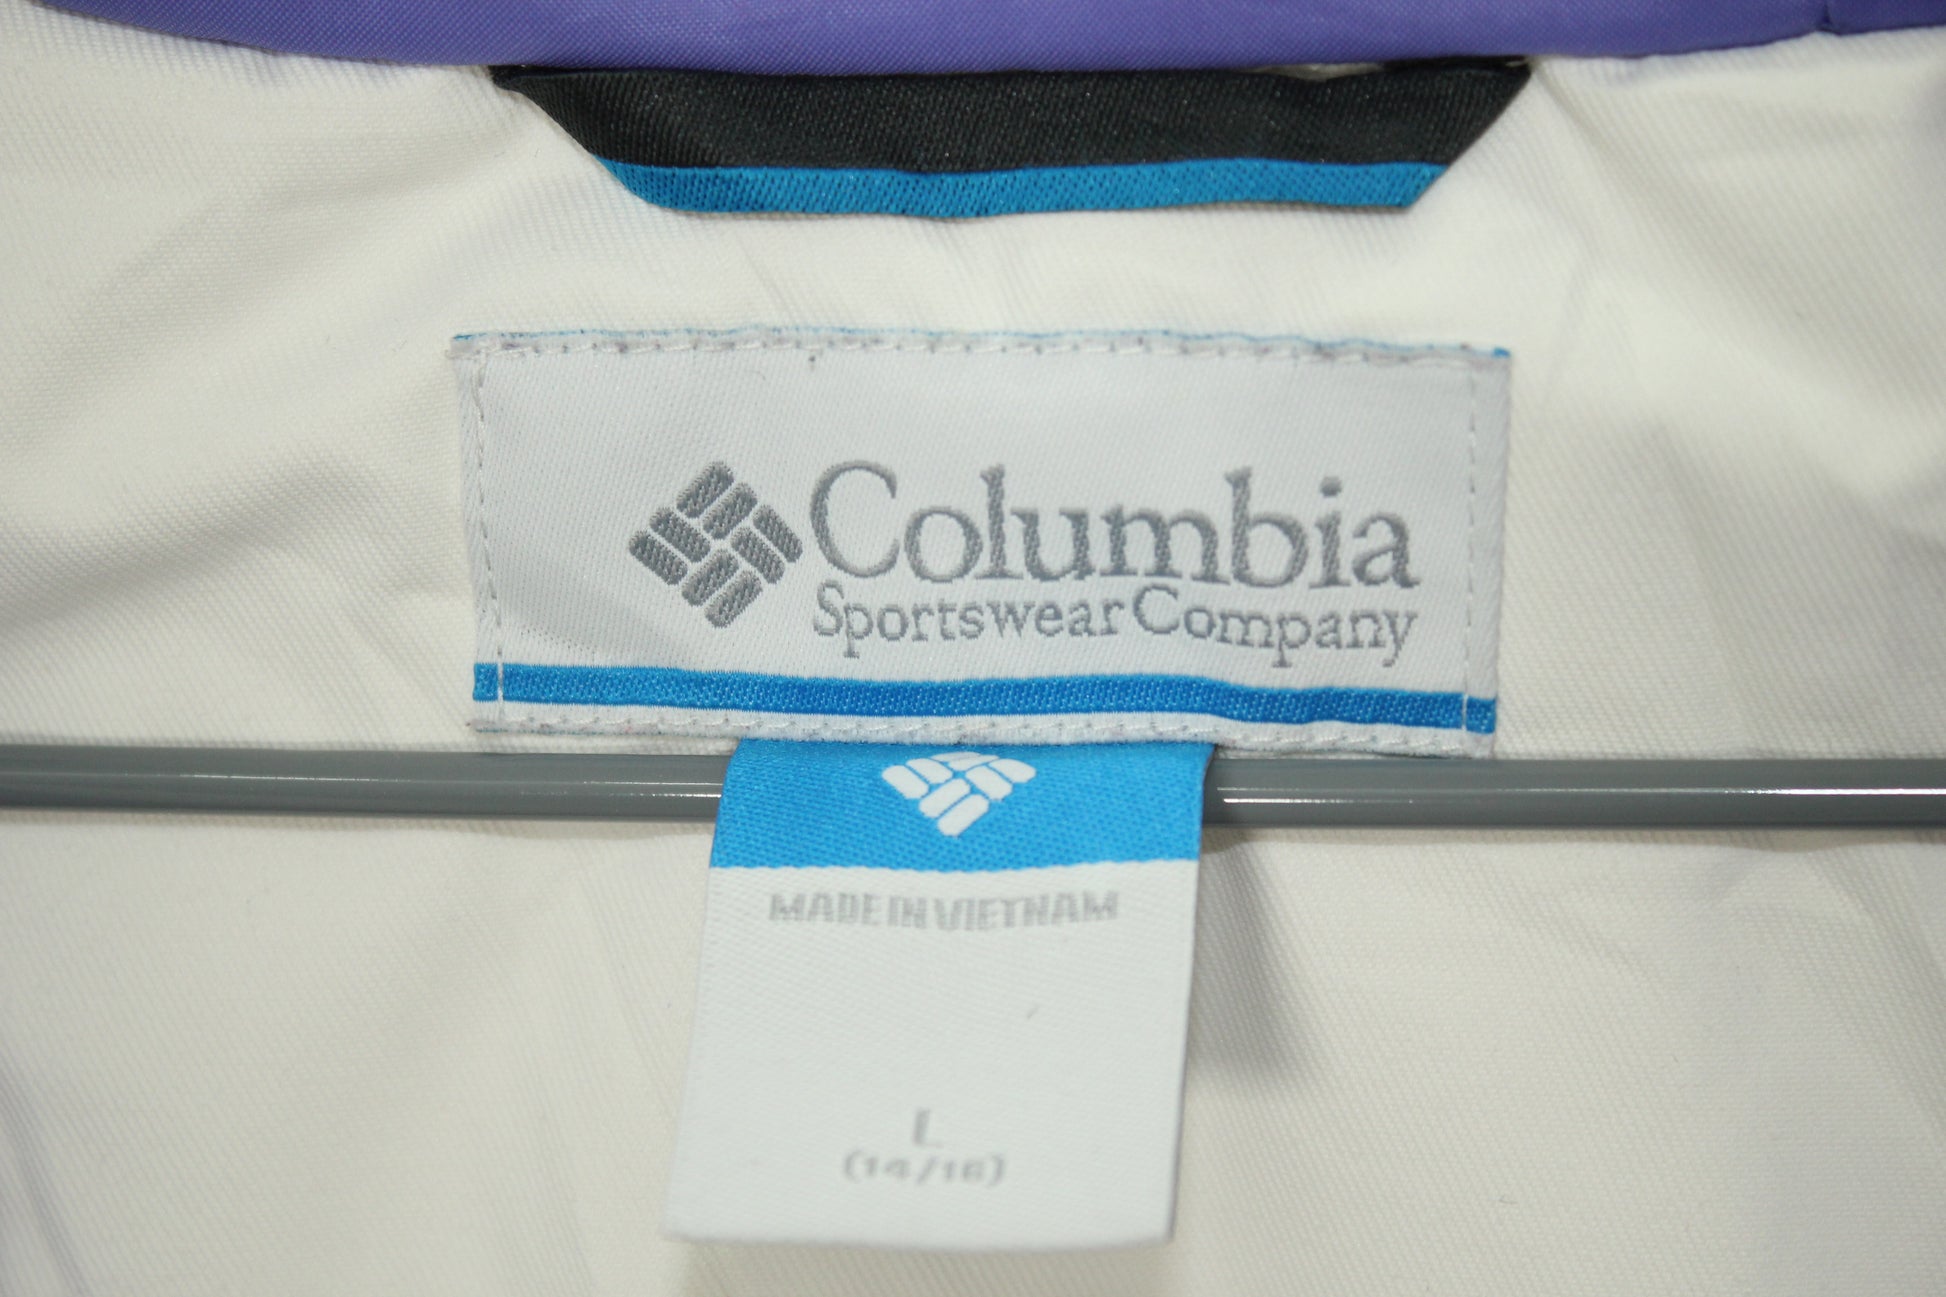 Columbia
Sportswear Company
MADE IN VIETNAM
L
(14/16)